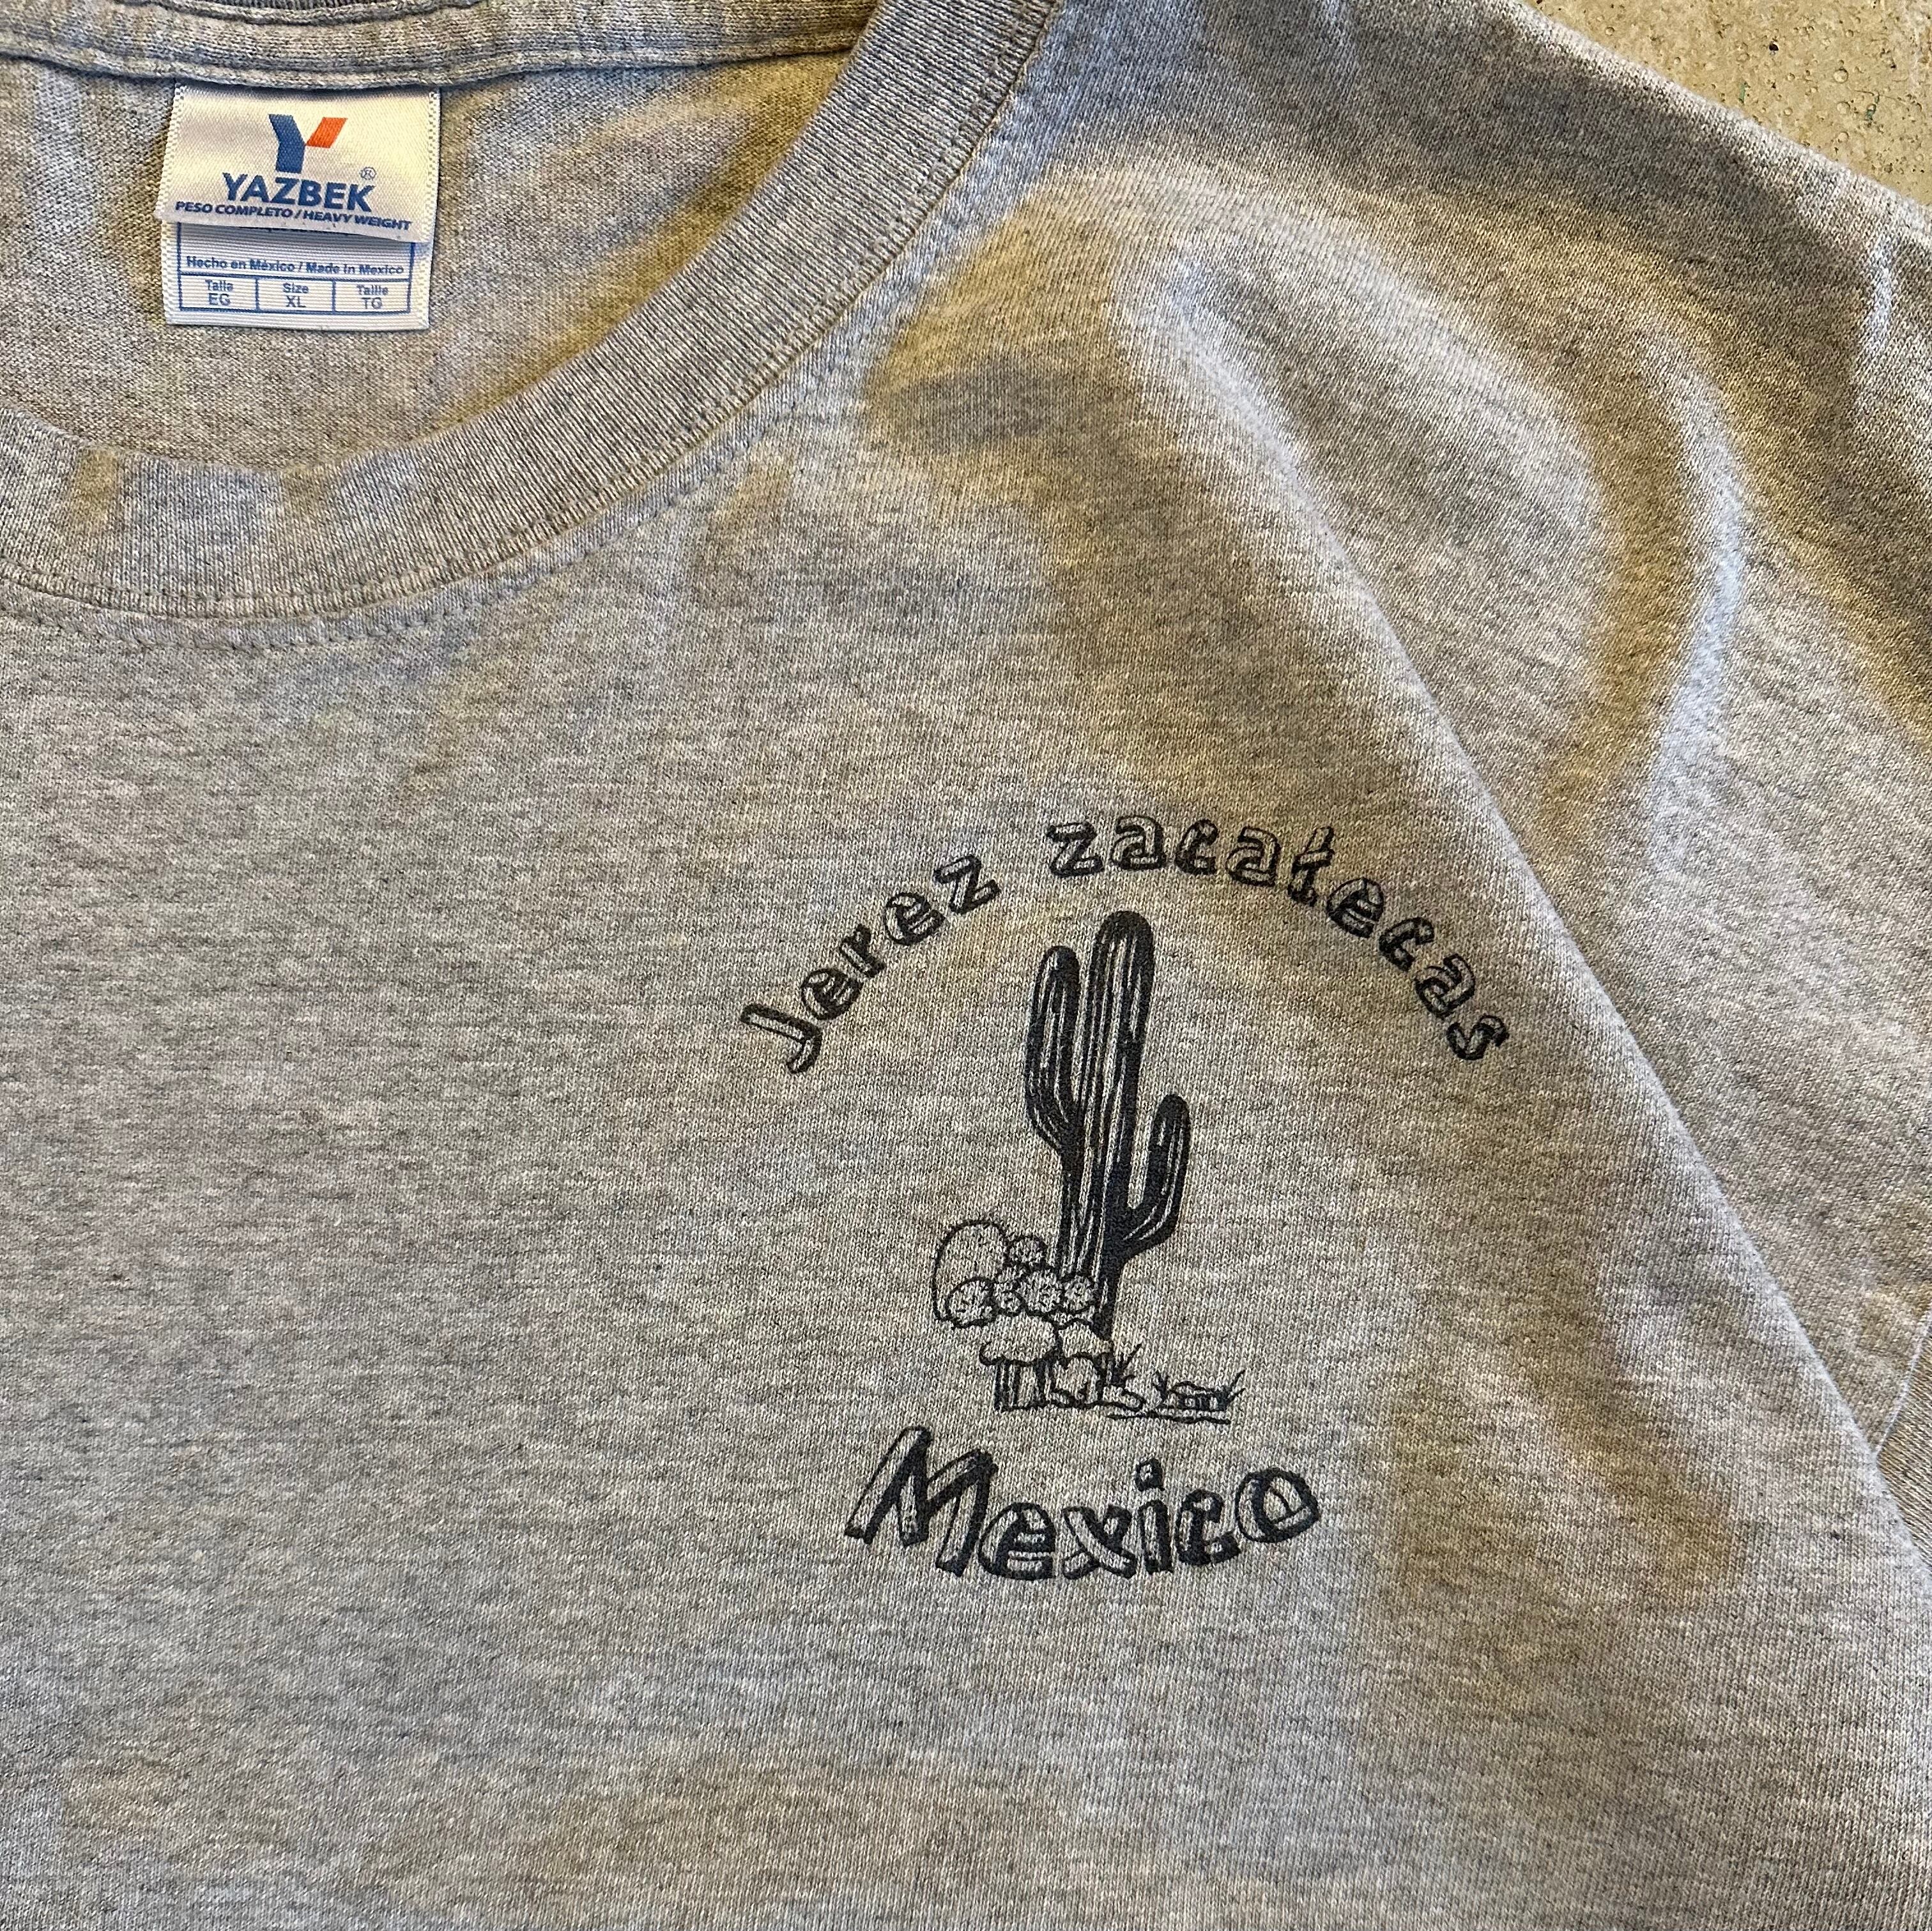 YAZBEK®
PESO COMPLETO / HEAVY WEIGHT
Hecho en México / Made in Mexico
Talla Size Taille
EG XL TG
Jerez zacatecas
Mexico